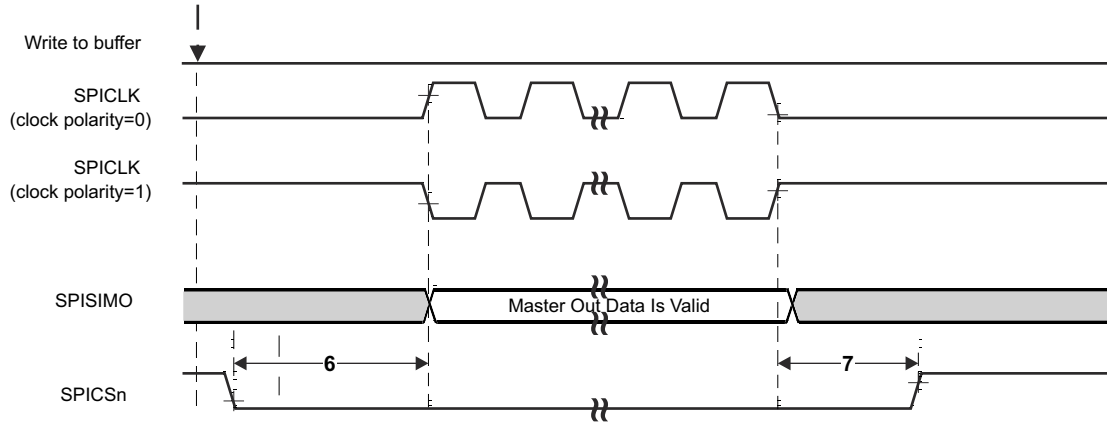 Write to buffer
SPICLK
(clock polarity=0)
SPICLK
(clock polarity=1)
SPISIMO
Master Out Data Is Valid
6
7
SPICSn